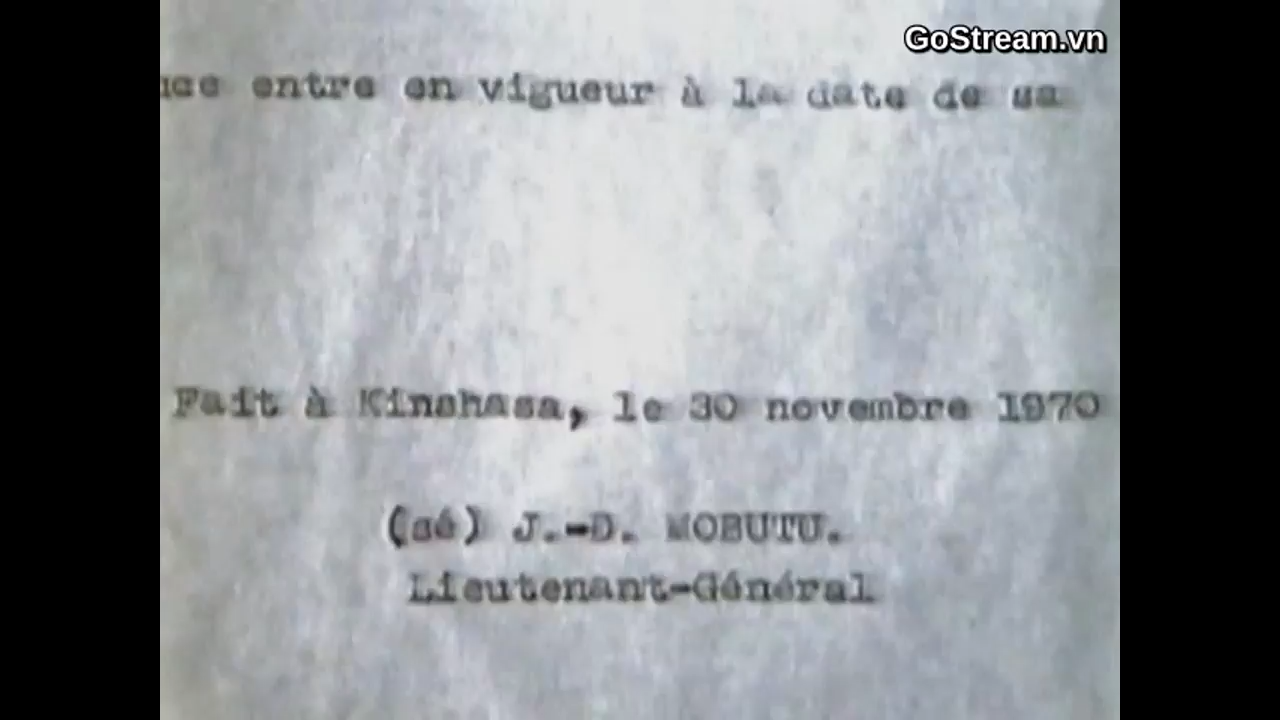 GoStream.vn
entre en vigueur à la date de sa
Fait à Kinshasa, le 30 novembre 1970
(sé) J.-D. MOBUTU.
Lieutenant-Général